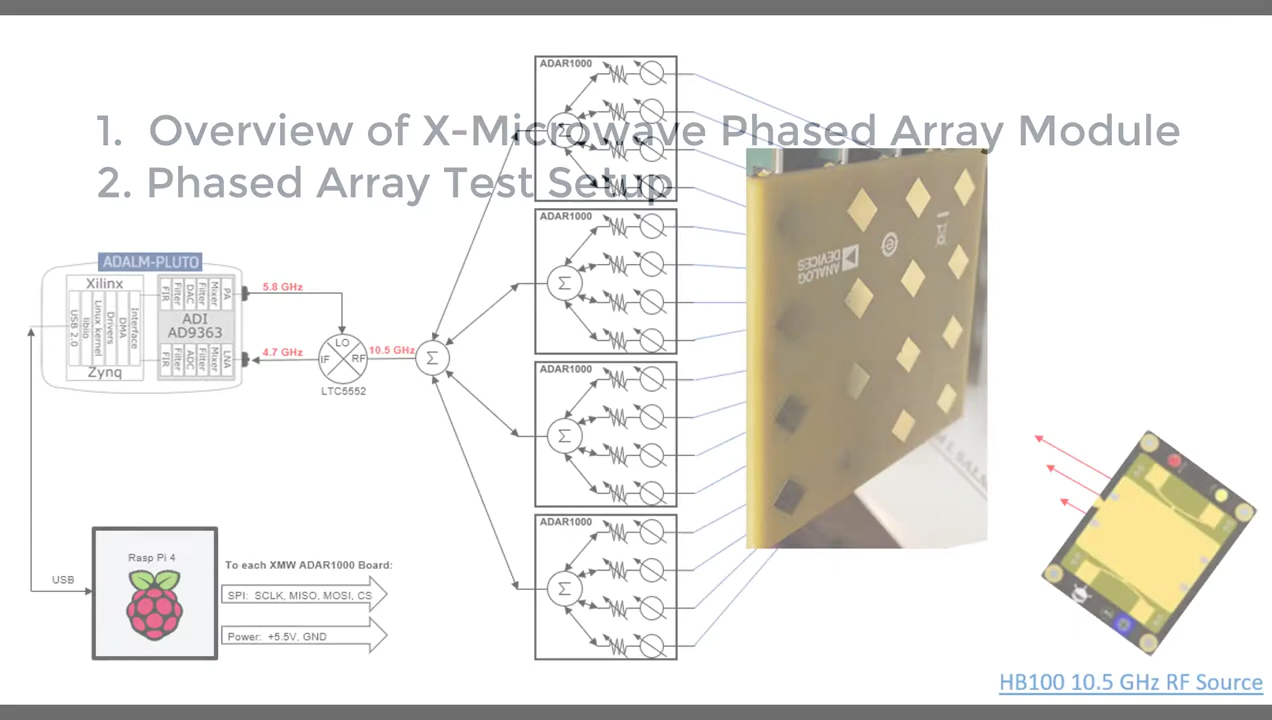 1. Overview of X-Microwave Phased Array Module
2. Phased Array Test Setup
ADAR1000
ADAR1000
ADAR1000
ADAR1000
Σ
Σ
Σ
Σ
Σ
ADALM-PLUTO
Xilinx
USB 2.0
libiio
Linux kernel
Drivers
DMA
Interface
Zynq
FIR
Filter
DAC
Filter
Mixer
PA
ADI
AD9363
FIR
Filter
ADC
Filter
Mixer
LNA
5.8 GHz
4.7 GHz
10.5 GHz
LO
IF
RF
LTC5552
ANALOG
DEVICES
USB
Rasp Pi 4
To each XMW ADAR1000 Board:
SPI: SCLK, MISO, MOSI, CS
Power: +5.5V, GND
HB100 10.5 GHz RF Source